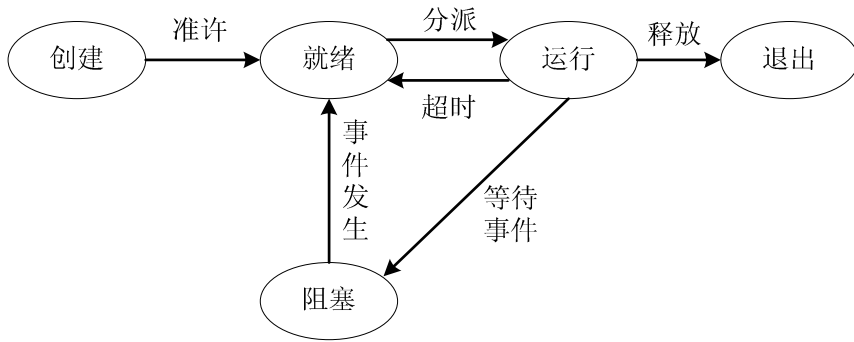 准许
分派
释放
创建
就绪
运行
退出
超时
事
件
发
生
等待
事件
阻塞